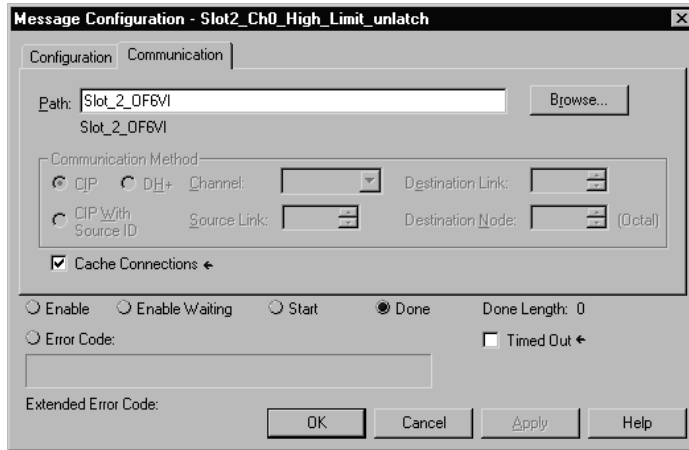 Message Configuration - Slot2_Ch0_High_Limit_unlatch
Configuration Communication
Path: Slot_2_OF6VI
Browse...
Slot_2_OF6VI
Communication Method
CIP DH+ Channel: Destination Link:
CIP With Source ID Source Link: Destination Node: (Octal)
Cache Connections ←
Enable Enable Waiting Start Done Done Length: 0
Error Code: Timed Out ←
Extended Error Code:
OK Cancel Apply Help